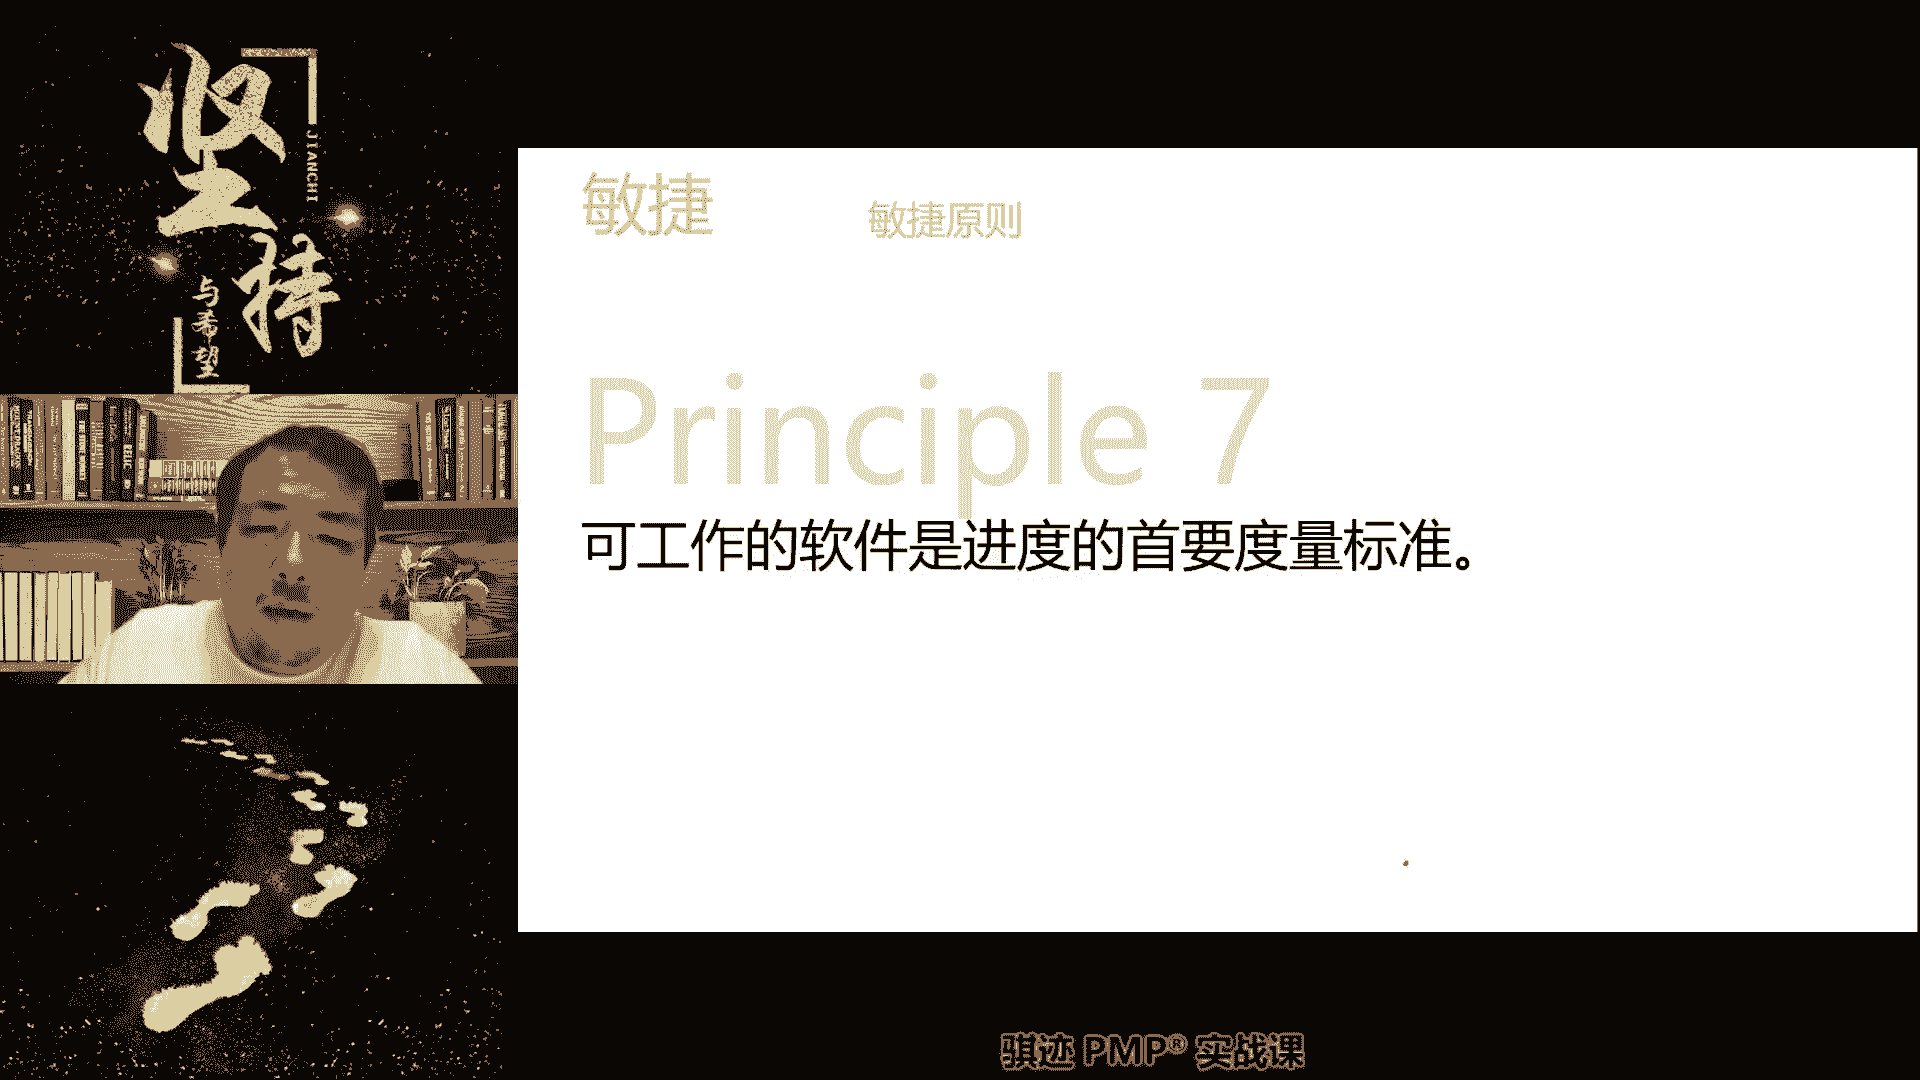 坚持
JIANCHI
与希望
敏捷
敏捷原则
Principle 7
可工作的软件是进度的首要度量标准。
骐迹 PMP® 实战课